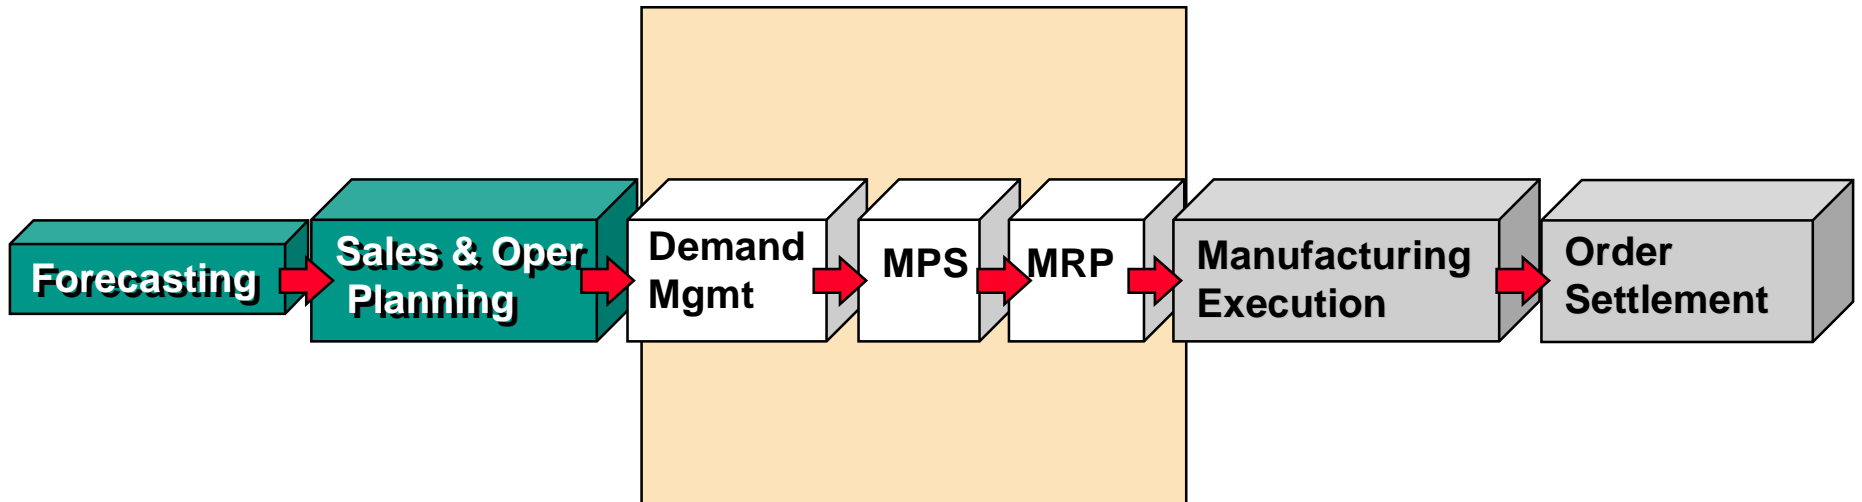 Forecasting
Sales & Oper
Planning
Demand
Mgmt
MPS
MRP
Manufacturing
Execution
Order
Settlement